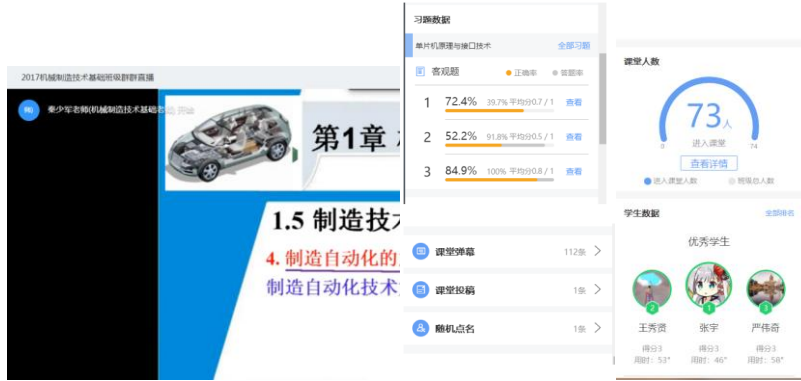 2017机械制造技术基础班级群群直播
秦少军老师(机械制造技术基础老
第1章
1.5 制造技
4. 制造自动化的
制造自动化技术
习题数据
单片机原理与接口技术 全部习题
客观题 正确率 答题率
1 72.4% 39.7% 平均分0.7 / 1 查看
2 52.2% 91.8% 平均分0.5 / 1 查看
3 84.9% 100% 平均分0.8 / 1 查看
课堂弹幕 112条
课堂投稿 1条
随机点名 1条
课堂人数
73人
0 进入课堂 74
查看详情
进入课堂人数 班级总人数
学生数据 全部排名
优秀学生
2 1 3
王秀贤 张宇 严伟奇
得分3 得分3 得分3
用时：53" 用时：46" 用时：56"